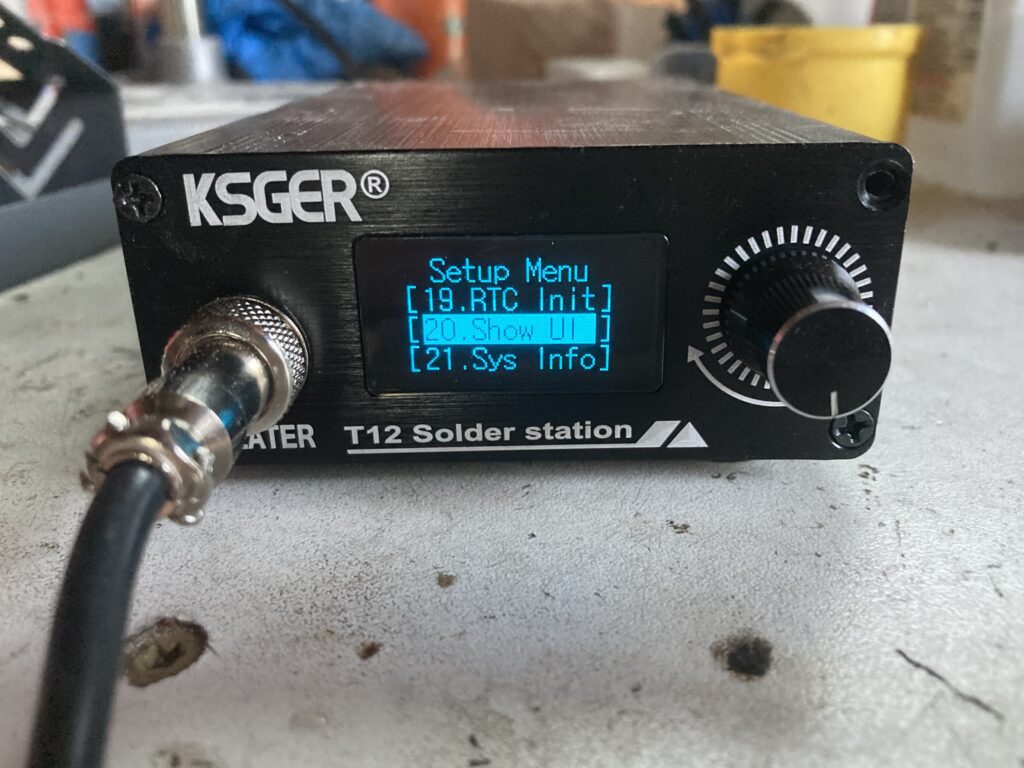 KSGER®
Setup Menu
[19.RTC Init]
[20.Show UI ]
[21.Sys Info]
T12 Solder station